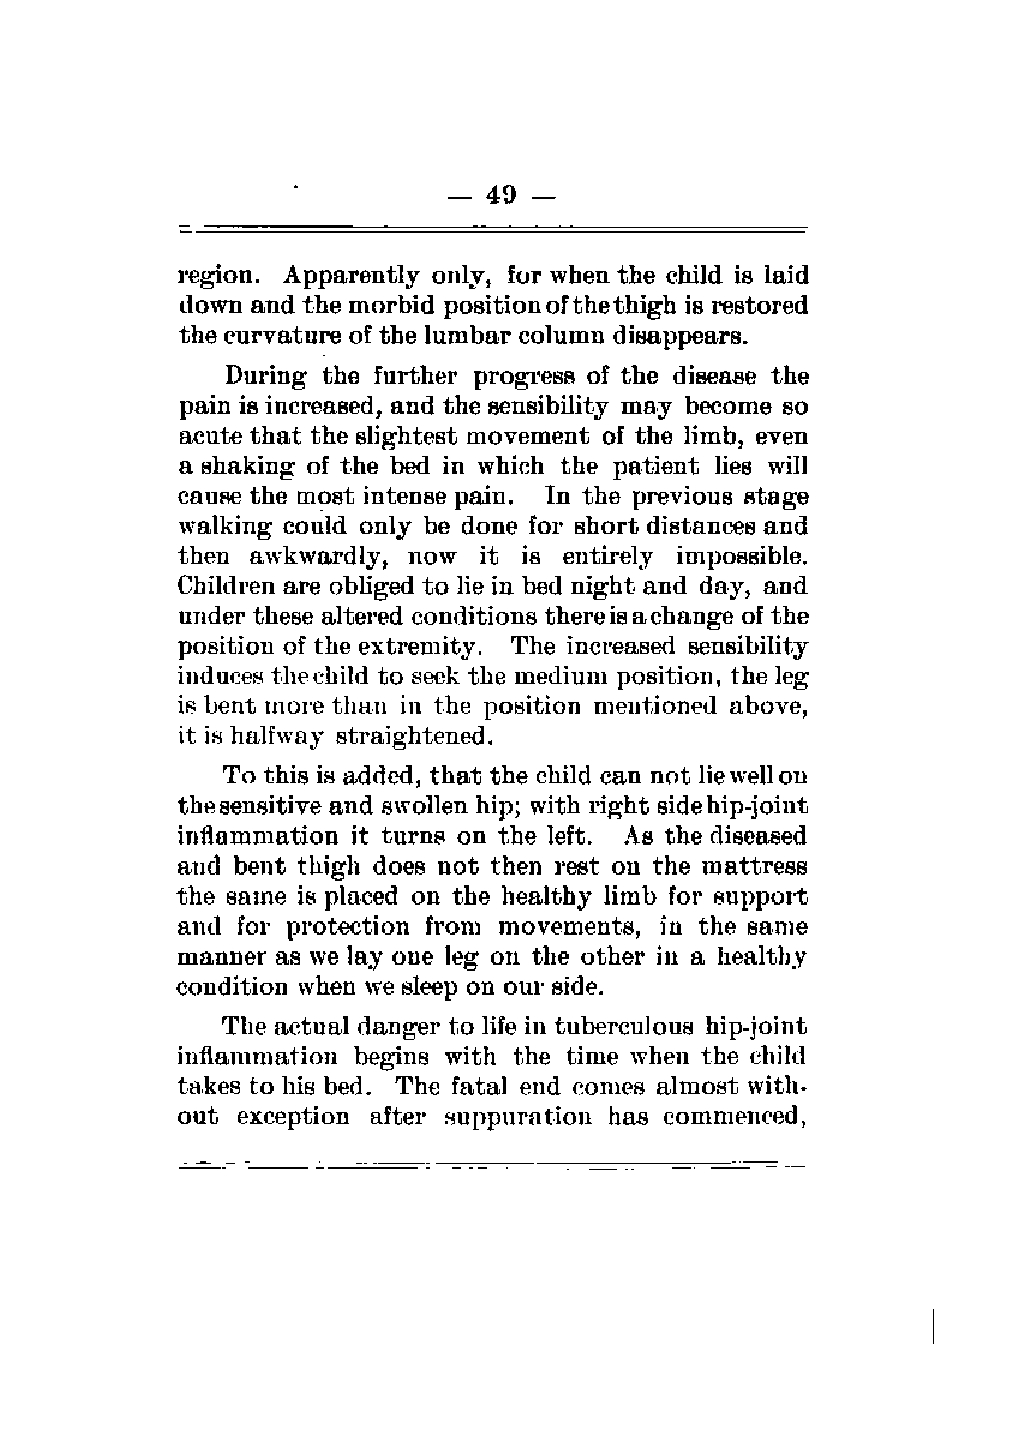 — 49 —
region. Apparently only, for when the child is laid
down and the morbid position of the thigh is restored
the curvature of the lumbar column disappears.
During the further progress of the disease the
pain is increased, and the sensibility may become so
acute that the slightest movement of the limb, even
a shaking of the bed in which the patient lies will
cause the most intense pain. In the previous stage
walking could only be done for short distances and
then awkwardly, now it is entirely impossible.
Children are obliged to lie in bed night and day, and
under these altered conditions there is a change of the
position of the extremity. The increased sensibility
induces the child to seek the medium position, the leg
is bent more than in the position mentioned above,
it is halfway straightened.
To this is added, that the child can not lie well on
the sensitive and swollen hip; with right side hip-joint
inflammation it turns on the left. As the diseased
and bent thigh does not then rest on the mattress
the same is placed on the healthy limb for support
and for protection from movements, in the same
manner as we lay one leg on the other in a healthy
condition when we sleep on our side.
The actual danger to life in tuberculous hip-joint
inflammation begins with the time when the child
takes to his bed. The fatal end comes almost with-
out exception after suppuration has commenced,